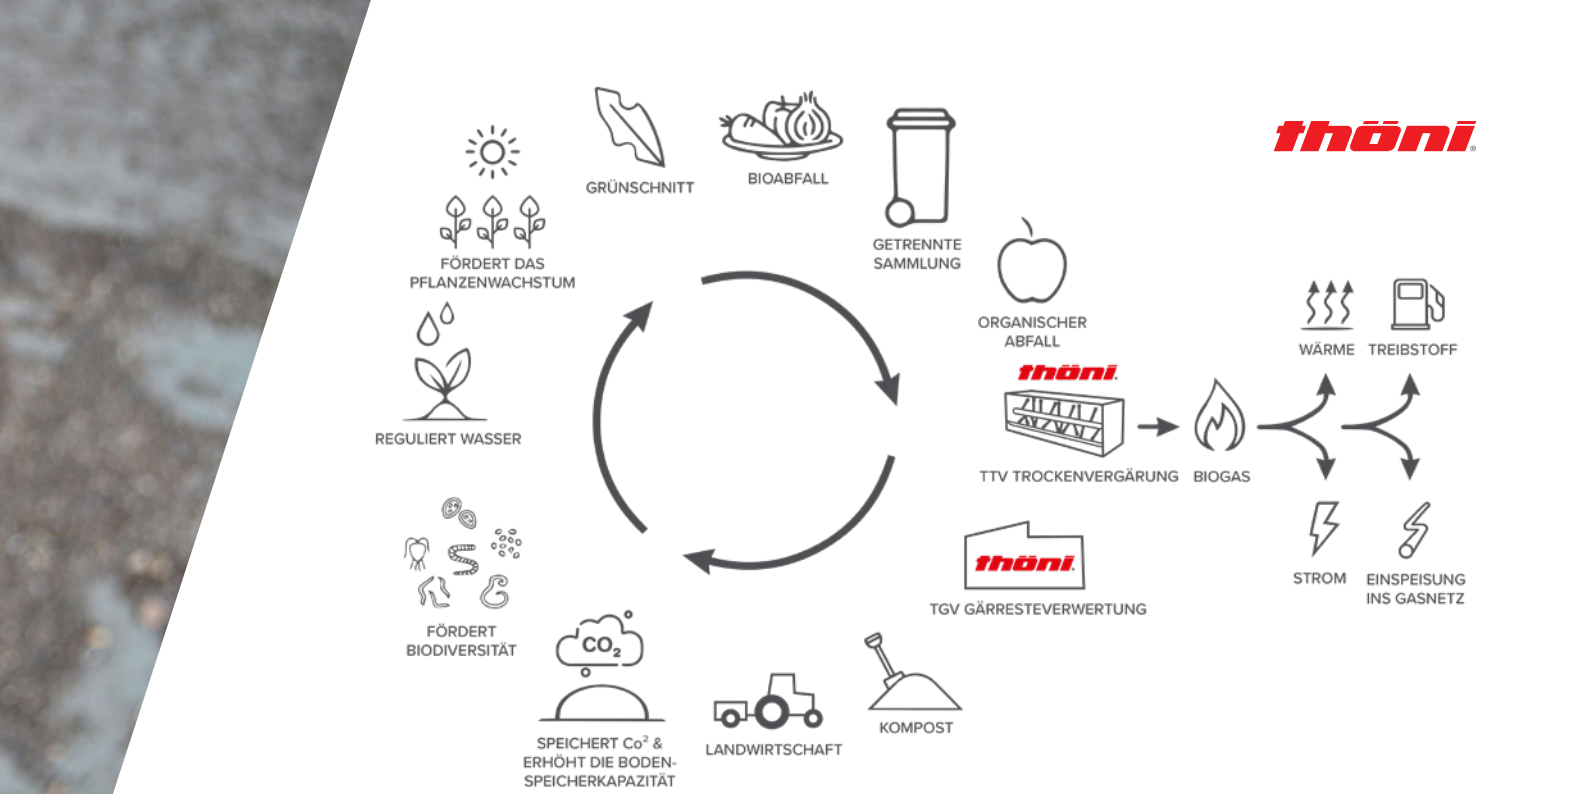 thöni®
GRÜNSCHNITT
BIOABFALL
GETRENNTE
SAMMLUNG
ORGANISCHER
ABFALL
thöni.
TTV TROCKENVERGÄRUNG
BIOGAS
WÄRME
TREIBSTOFF
STROM
EINSPEISUNG
INS GASNETZ
thöni.
TGV GÄRRESTEVERWERTUNG
KOMPOST
LANDWIRTSCHAFT
CO₂
SPEICHERT Co² &
ERHÖHT DIE BODEN-
SPEICHERKAPAZITÄT
FÖRDERT
BIODIVERSITÄT
REGULIERT WASSER
FÖRDERT DAS
PFLANZENWACHSTUM